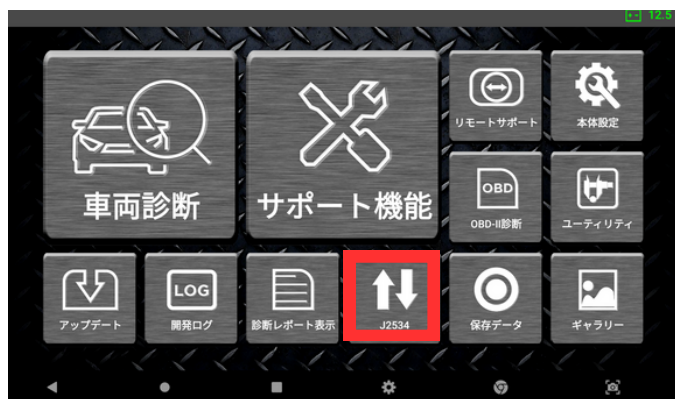 12.5
リモートサポート
本体設定
車両診断
サポート機能
OBD
OBD-II診断
ユーティリティ
LOG
アップデート
開発ログ
診断レポート表示
J2534
保存データ
ギャラリー